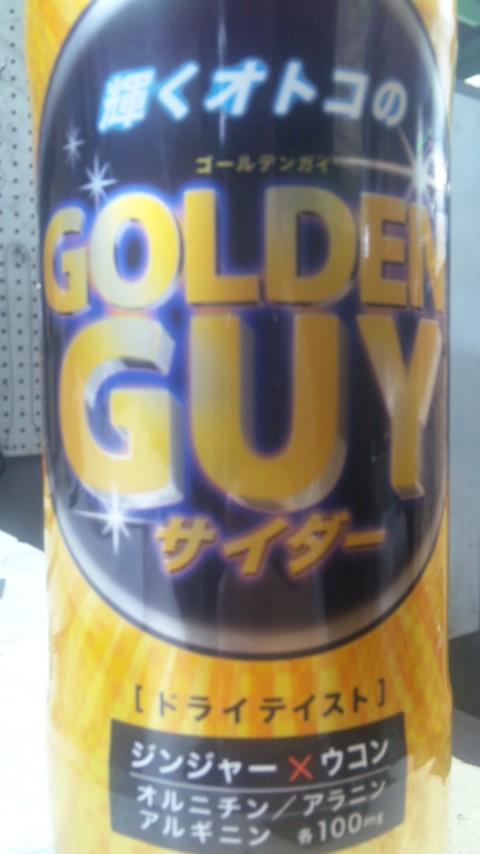 輝くオトコの
ゴールデンガイ
GOLDEN
GUY
サイダー
[ドライテイスト]
ジンジャー×ウコン
オルニチン/アラニン
アルギニン 各100mg